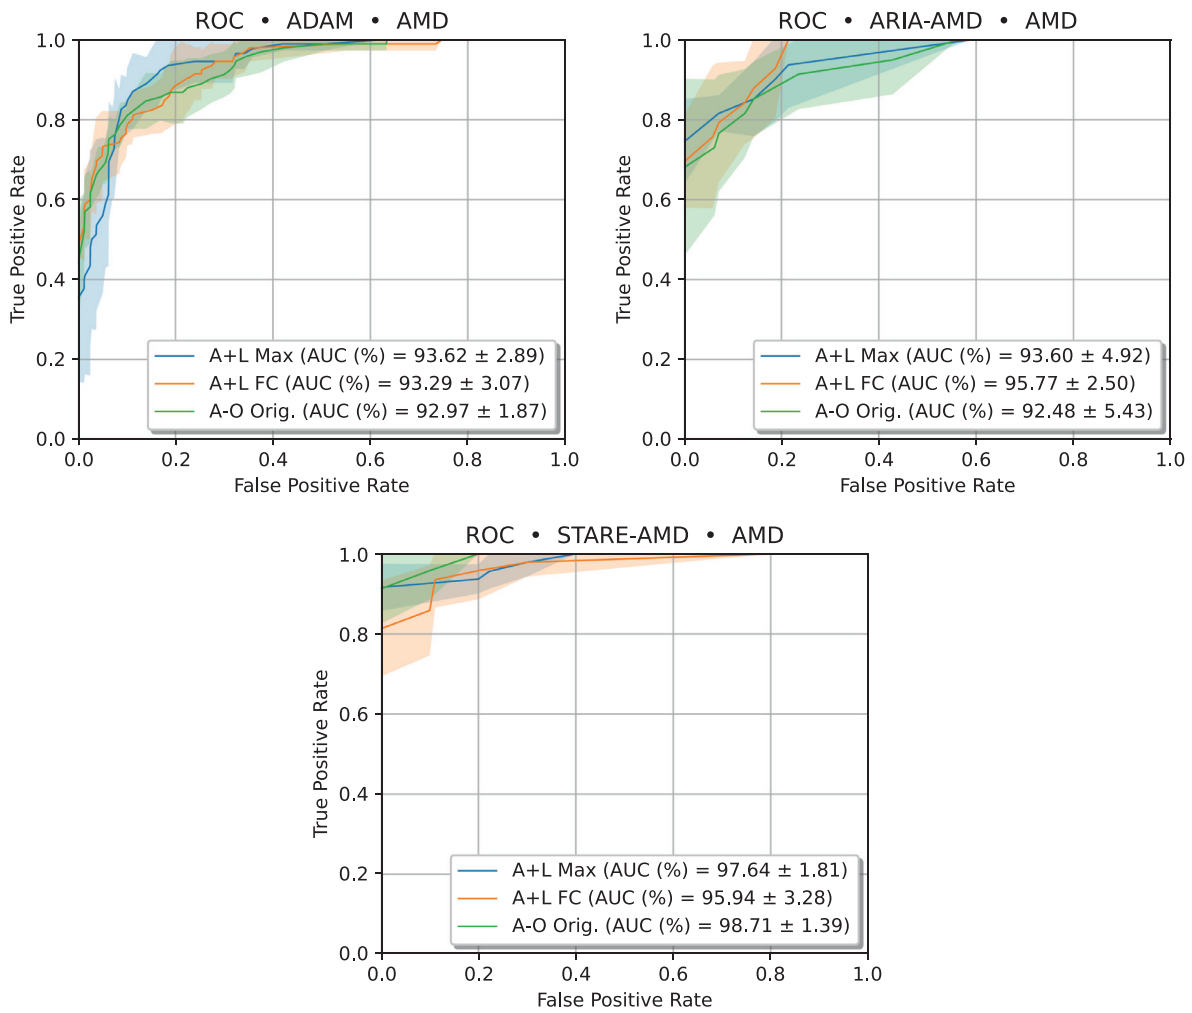 ROC • ADAM • AMD
1.0
0.8
0.6
0.4
0.2
0.0
True Positive Rate
A+L Max (AUC (%) = 93.62 ± 2.89)
A+L FC (AUC (%) = 93.29 ± 3.07)
A-O Orig. (AUC (%) = 92.97 ± 1.87)
0.0 0.2 0.4 0.6 0.8 1.0
False Positive Rate
ROC • ARIA-AMD • AMD
1.0
0.8
0.6
0.4
0.2
0.0
True Positive Rate
A+L Max (AUC (%) = 93.60 ± 4.92)
A+L FC (AUC (%) = 95.77 ± 2.50)
A-O Orig. (AUC (%) = 92.48 ± 5.43)
0.0 0.2 0.4 0.6 0.8 1.0
False Positive Rate
ROC • STARE-AMD • AMD
1.0
0.8
0.6
0.4
0.2
0.0
True Positive Rate
A+L Max (AUC (%) = 97.64 ± 1.81)
A+L FC (AUC (%) = 95.94 ± 3.28)
A-O Orig. (AUC (%) = 98.71 ± 1.39)
0.0 0.2 0.4 0.6 0.8 1.0
False Positive Rate